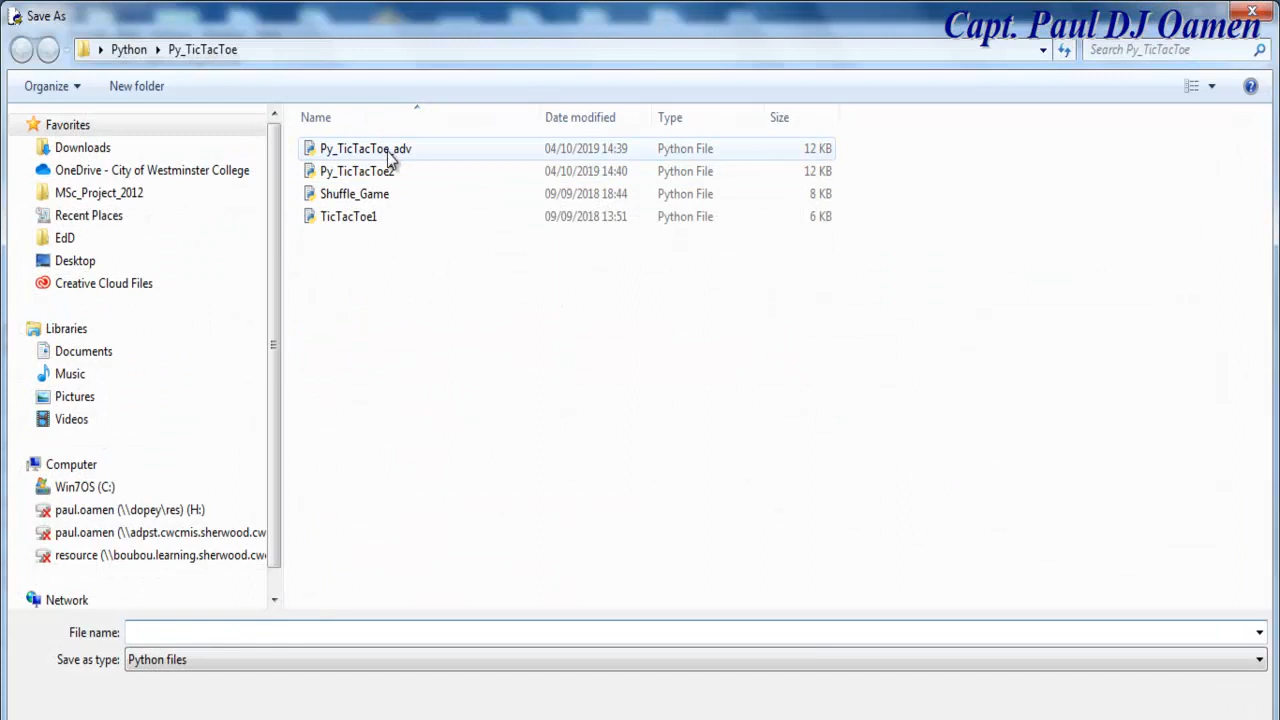 Save As
Capt. Paul DJ Oamen
Python Py_TicTacToe
Search Py_TicTacToe
Organize New folder
Name Date modified Type Size
Py_TicTacToe_adv 04/10/2019 14:39 Python File 12 KB
Py_TicTacToe2 04/10/2019 14:40 Python File 12 KB
Shuffle_Game 09/09/2018 18:44 Python File 8 KB
TicTacToe1 09/09/2018 13:51 Python File 6 KB
Favorites
Downloads
OneDrive - City of Westminster College
MSc_Project_2012
Recent Places
EdD
Desktop
Creative Cloud Files
Libraries
Documents
Music
Pictures
Videos
Computer
Win7OS (C:)
paul.oamen (\\dopey\res) (H:)
paul.oamen (\\adpst.cwcmis.sherwood.cw
resource (\\boubou.learning.sherwood.cw
Network
File name:
Save as type: Python files